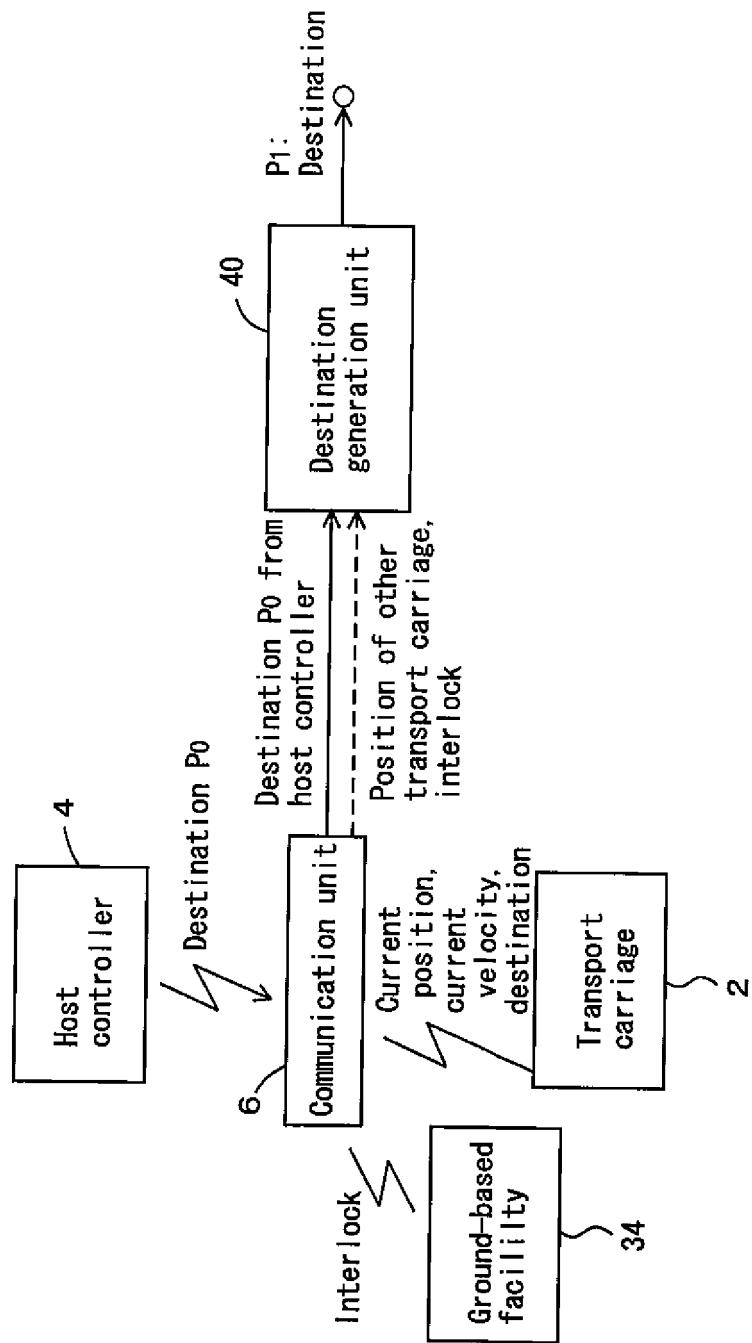 Host
controller
4
Destination P0
6
Communication unit
Destination P0 from
host controller
Position of other
transport carriage,
interlock
40
Destination
generation unit
P1:
Destination
Interlock
Current
position,
current
velocity,
destination
Ground-based
facililty
34
Transport
carriage
2